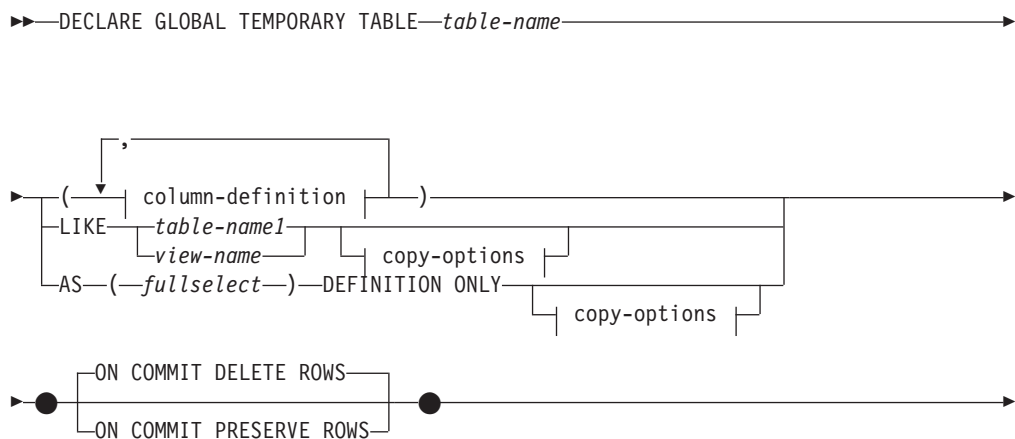 DECLARE GLOBAL TEMPORARY TABLE table-name
,
( column-definition )
LIKE table-name1
view-name copy-options
AS ( fullselect ) DEFINITION ONLY
copy-options
ON COMMIT DELETE ROWS
ON COMMIT PRESERVE ROWS